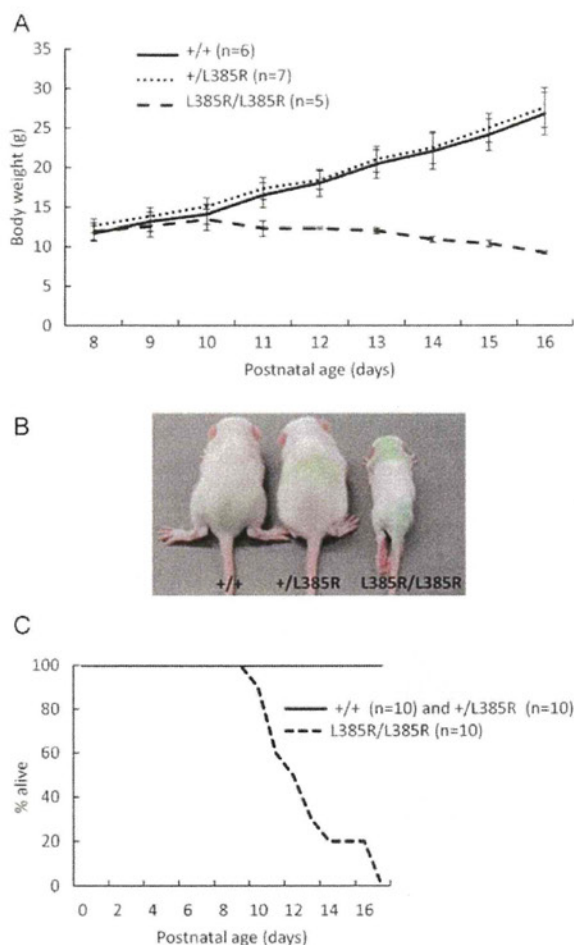 A
35
30
25
20
15
10
5
0
Body weight (g)
+/+ (n=6)
+/L385R (n=7)
L385R/L385R (n=5)
8 9 10 11 12 13 14 15 16
Postnatal age (days)
B
+/+ +/L385R L385R/L385R
C
100
80
60
40
20
0
% alive
+/+ (n=10) and +/L385R (n=10)
L385R/L385R (n=10)
0 2 4 6 8 10 12 14 16
Postnatal age (days)